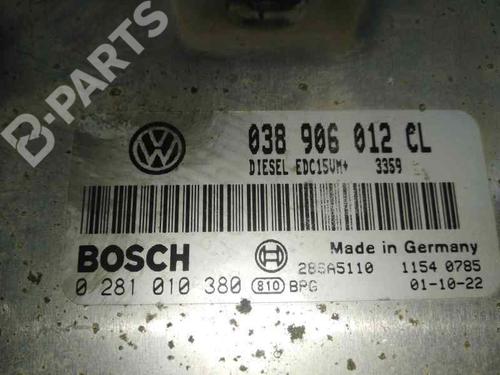 B-PARTS
038 906 012 CL
DIESEL EDC15VM+ 3359
BOSCH
Made in Germany
28SA5110 1154 0785
0 281 010 380 810 BPG 01-10-22